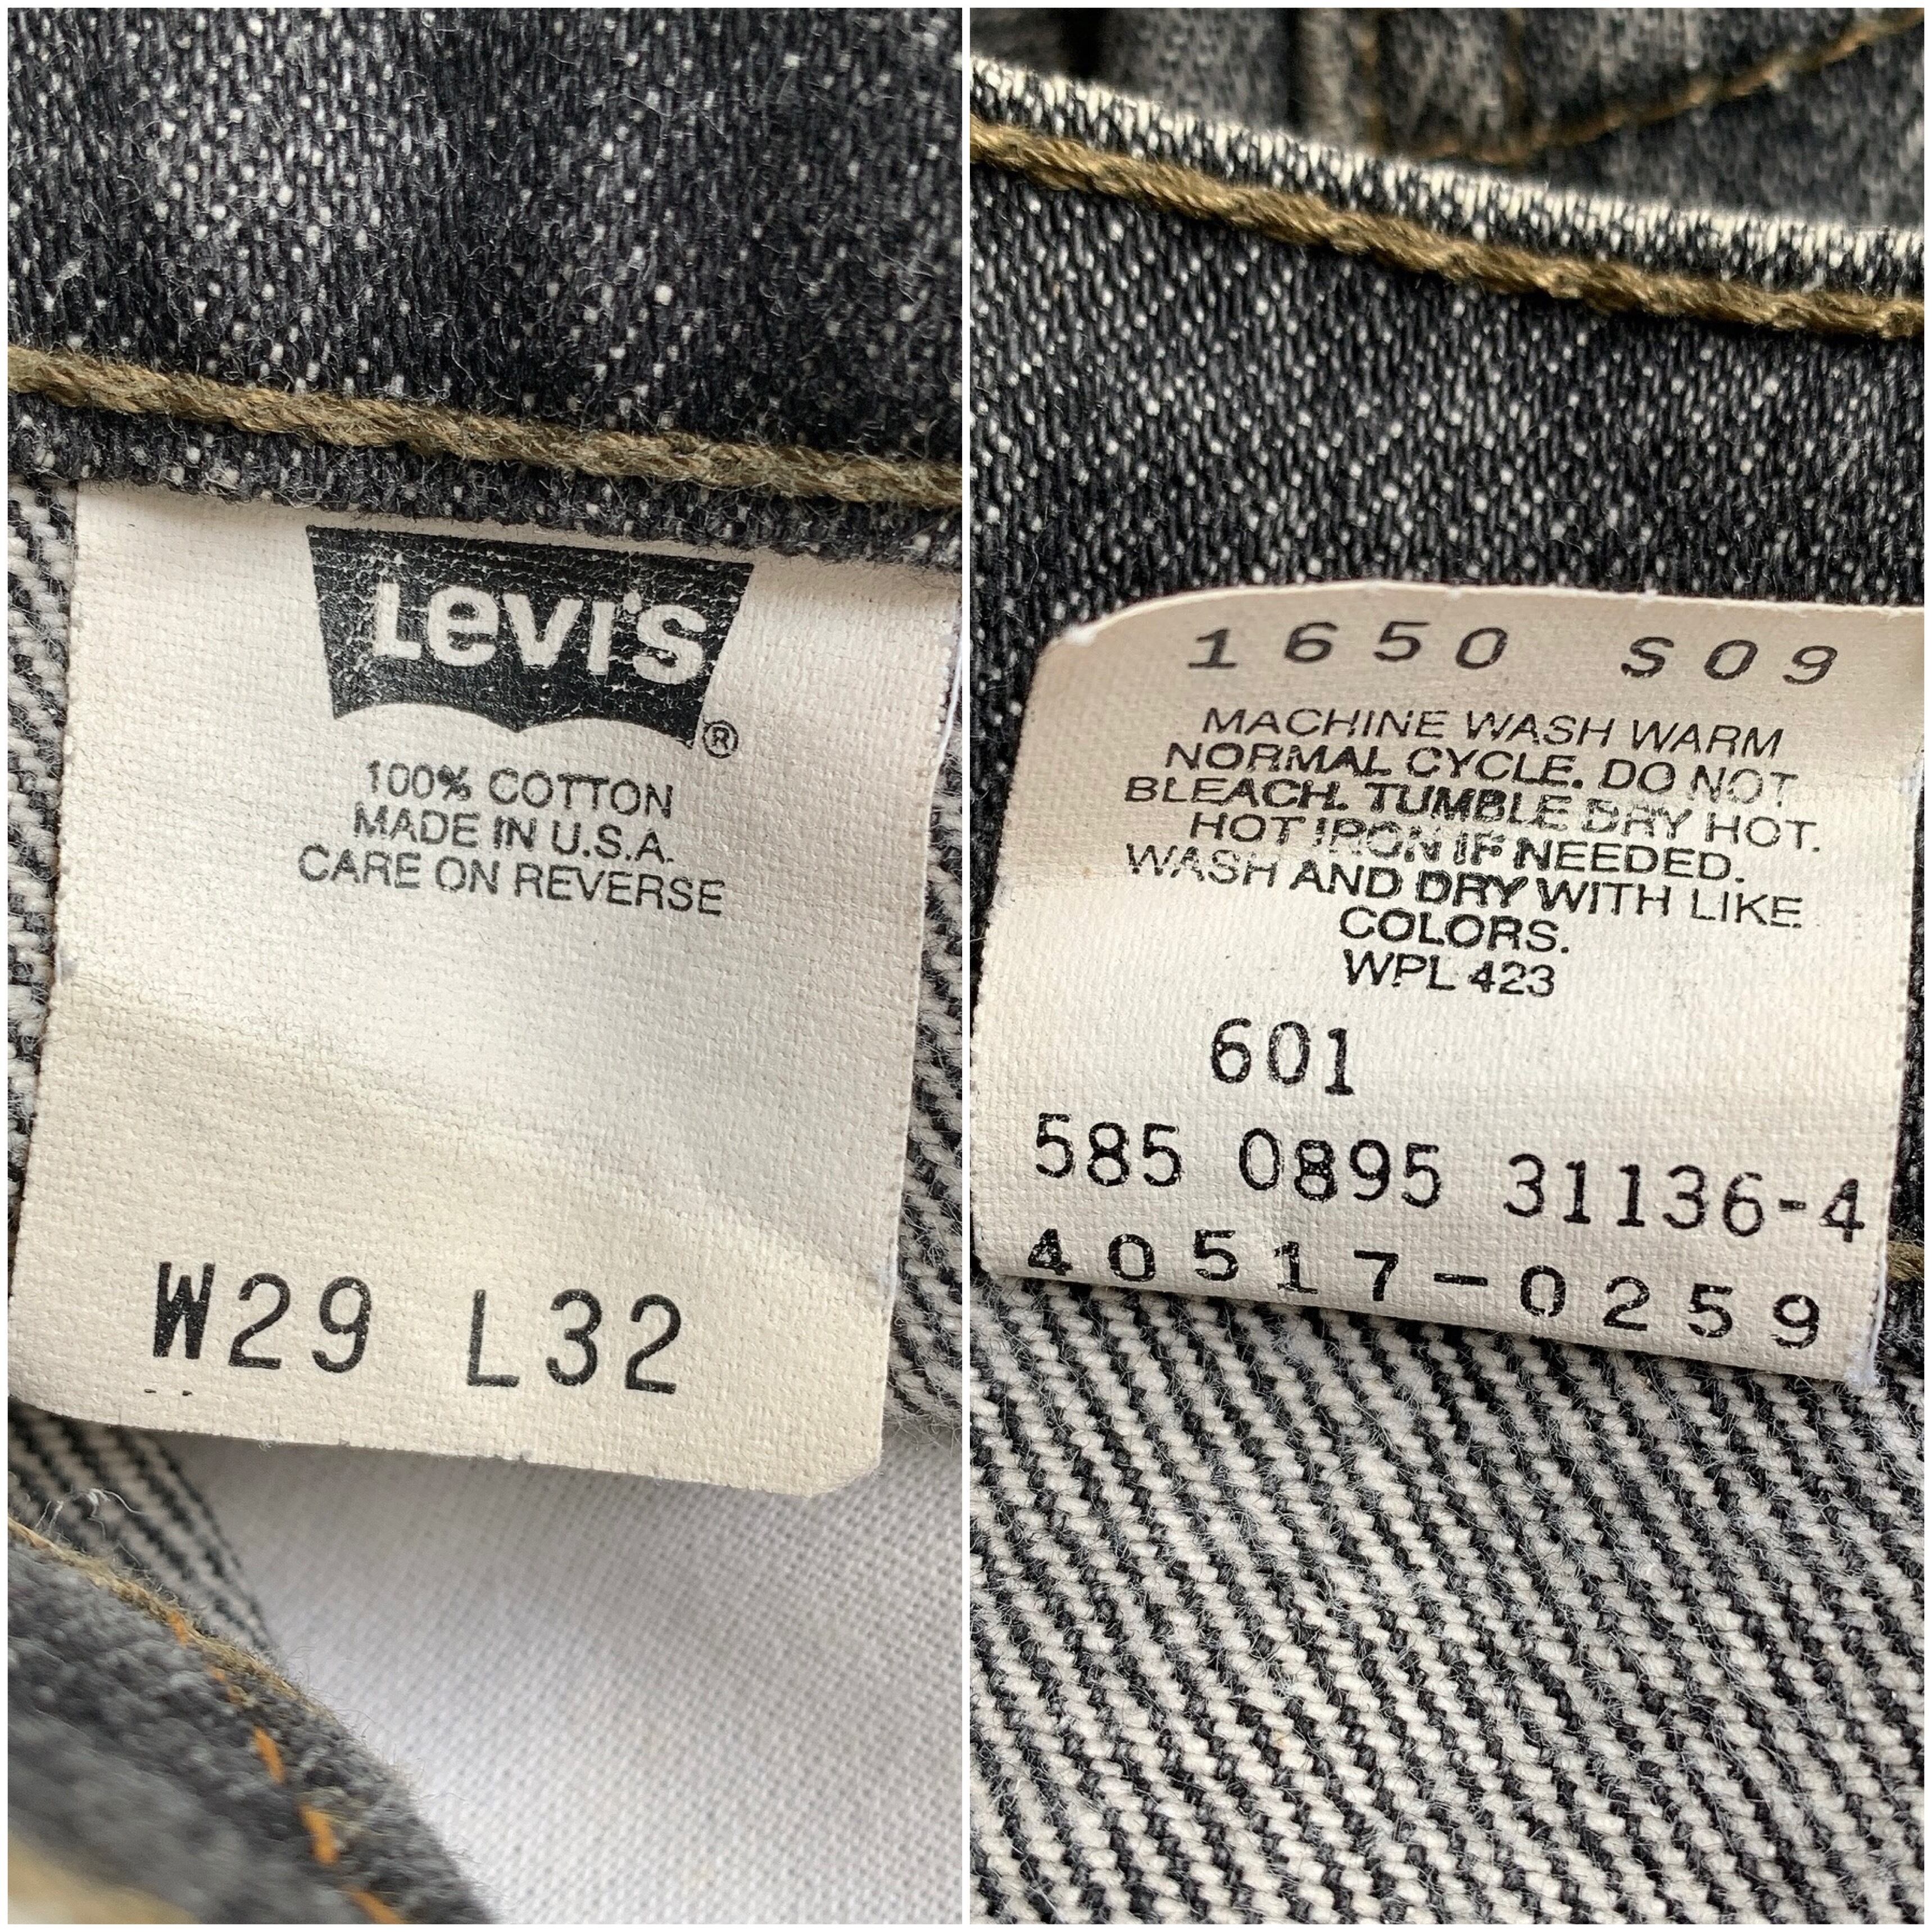 Levi's®
100% COTTON
MADE IN U.S.A.
CARE ON REVERSE
W29 L32
1650 S09
MACHINE WASH WARM
NORMAL CYCLE. DO NOT
BLEACH. TUMBLE DRY HOT.
HOT IRON IF NEEDED.
WASH AND DRY WITH LIKE
COLORS.
WPL 423
601
585 0895 31136-4
40517-0259